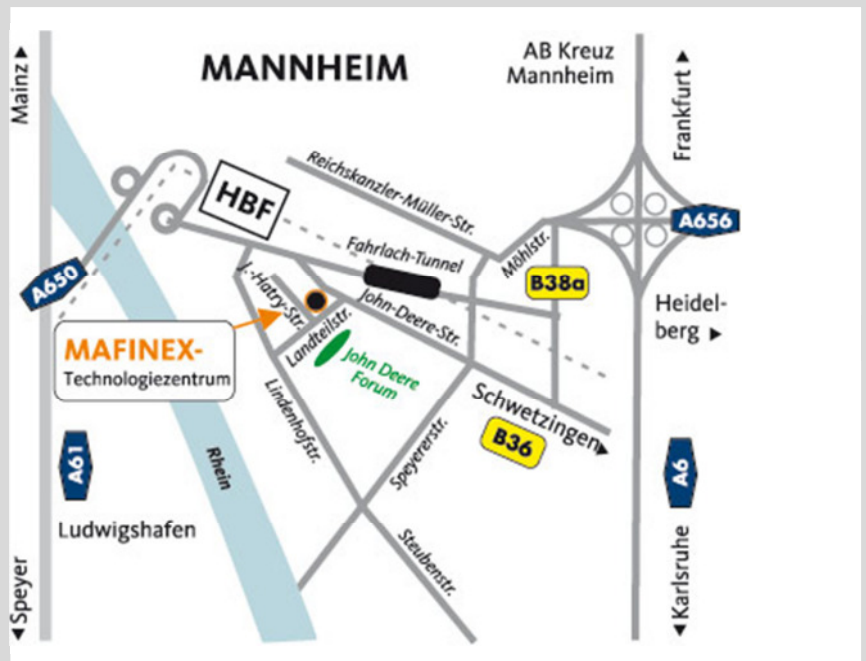 MANNHEIM
AB Kreuz
Mannheim
Mainz
Frankfurt
HBF
Reichskanzler-Müller-Str.
A656
Möhlstr.
Fahrlach-Tunnel
B38a
A650
J.-Hatry-Str.
John-Deere-Str.
Heidel-
berg
MAFINEX-
Technologiezentrum
Landteilstr.
John Deere
Forum
Lindenhofstr.
Schwetzingen
B36
Speyererstr.
A61
Rhein
A6
Ludwigshafen
Steubenstr.
Speyer
Karlsruhe